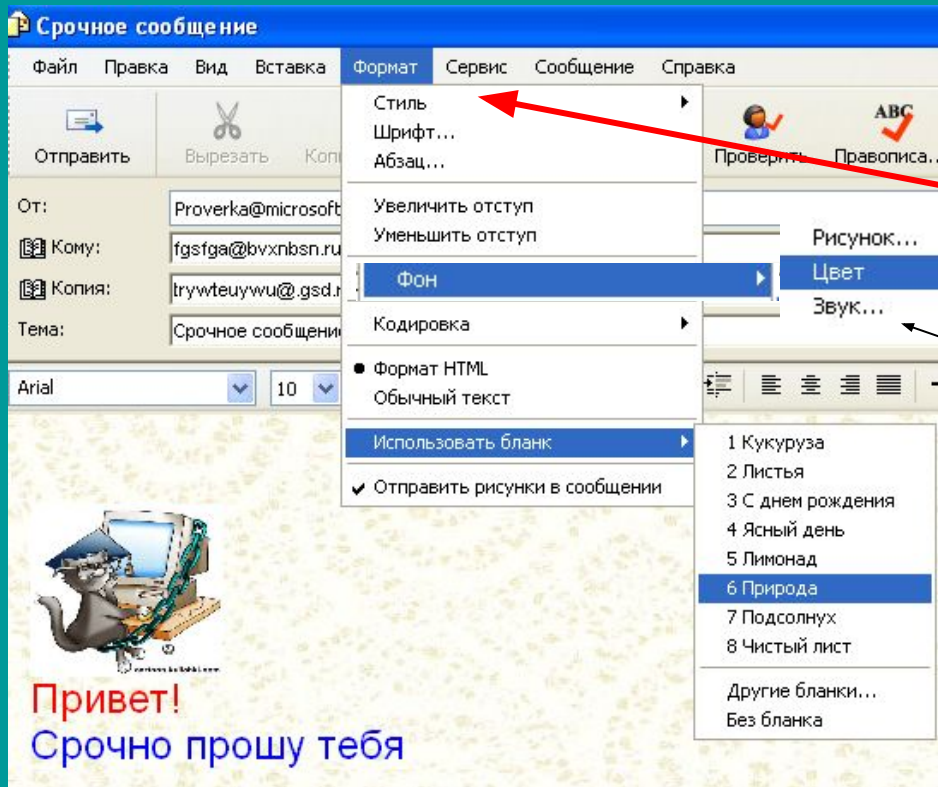 Срочное сообщение
Файл Правка Вид Вставка Формат Сервис Сообщение Справка
Отправить Вырезать Коп Проверить Правописа...
ABC
Стиль
Шрифт...
Абзац...
Увеличить отступ
Уменьшить отступ
Фон
Рисунок...
Цвет
Звук...
Кодировка
Формат HTML
Обычный текст
Использовать бланк
Отправить рисунки в сообщении
От: Proverka@microsoft
Кому: fgsfga@bvxnbsn.ru
Копия: trywteuywu@.gsd.r
Тема: Срочное сообщени
Arial 10
1 Кукуруза
2 Листья
3 С днем рождения
4 Ясный день
5 Лимонад
6 Природа
7 Подсолнух
8 Чистый лист
Другие бланки...
Без бланка
Привет!
Срочно прошу тебя